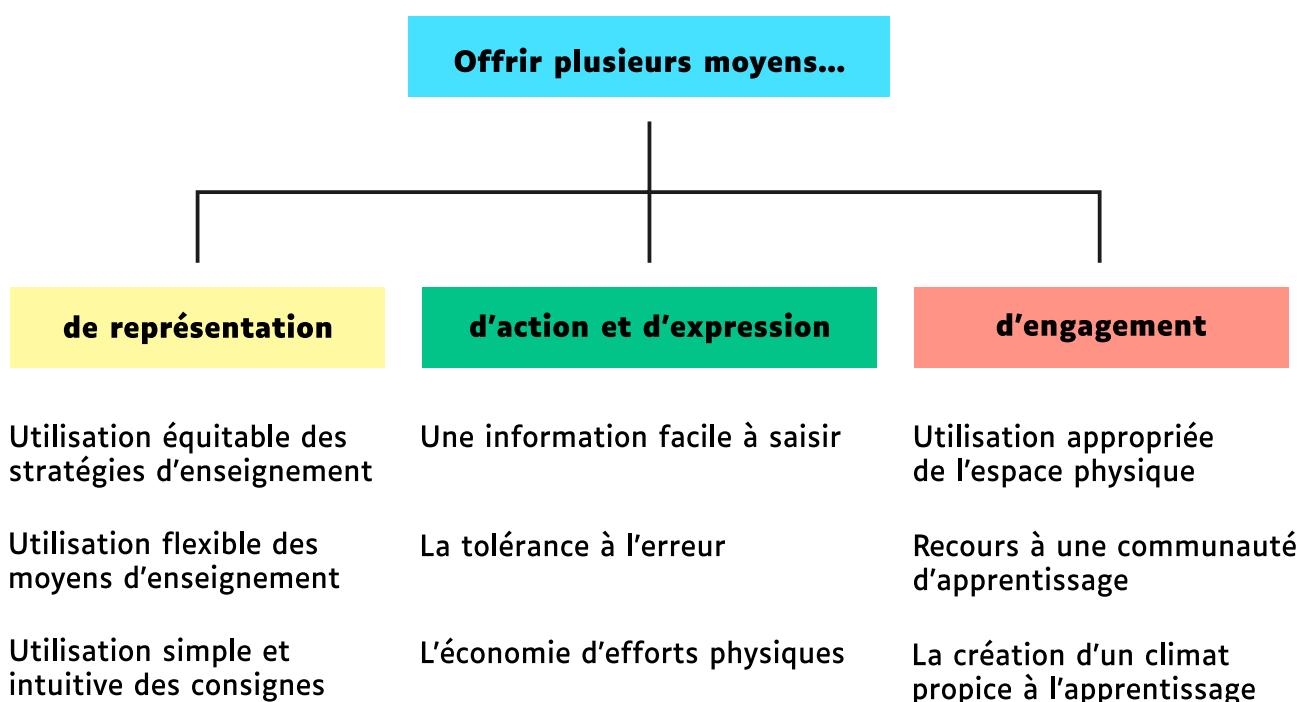 Offrir plusieurs moyens...
de représentation
Utilisation équitable des
stratégies d'enseignement
Utilisation flexible des
moyens d'enseignement
Utilisation simple et
intuitive des consignes
d'action et d'expression
Une information facile à saisir
La tolérance à l'erreur
L'économie d'efforts physiques
d'engagement
Utilisation appropriée
de l'espace physique
Recours à une communauté
d'apprentissage
La création d'un climat
propice à l'apprentissage